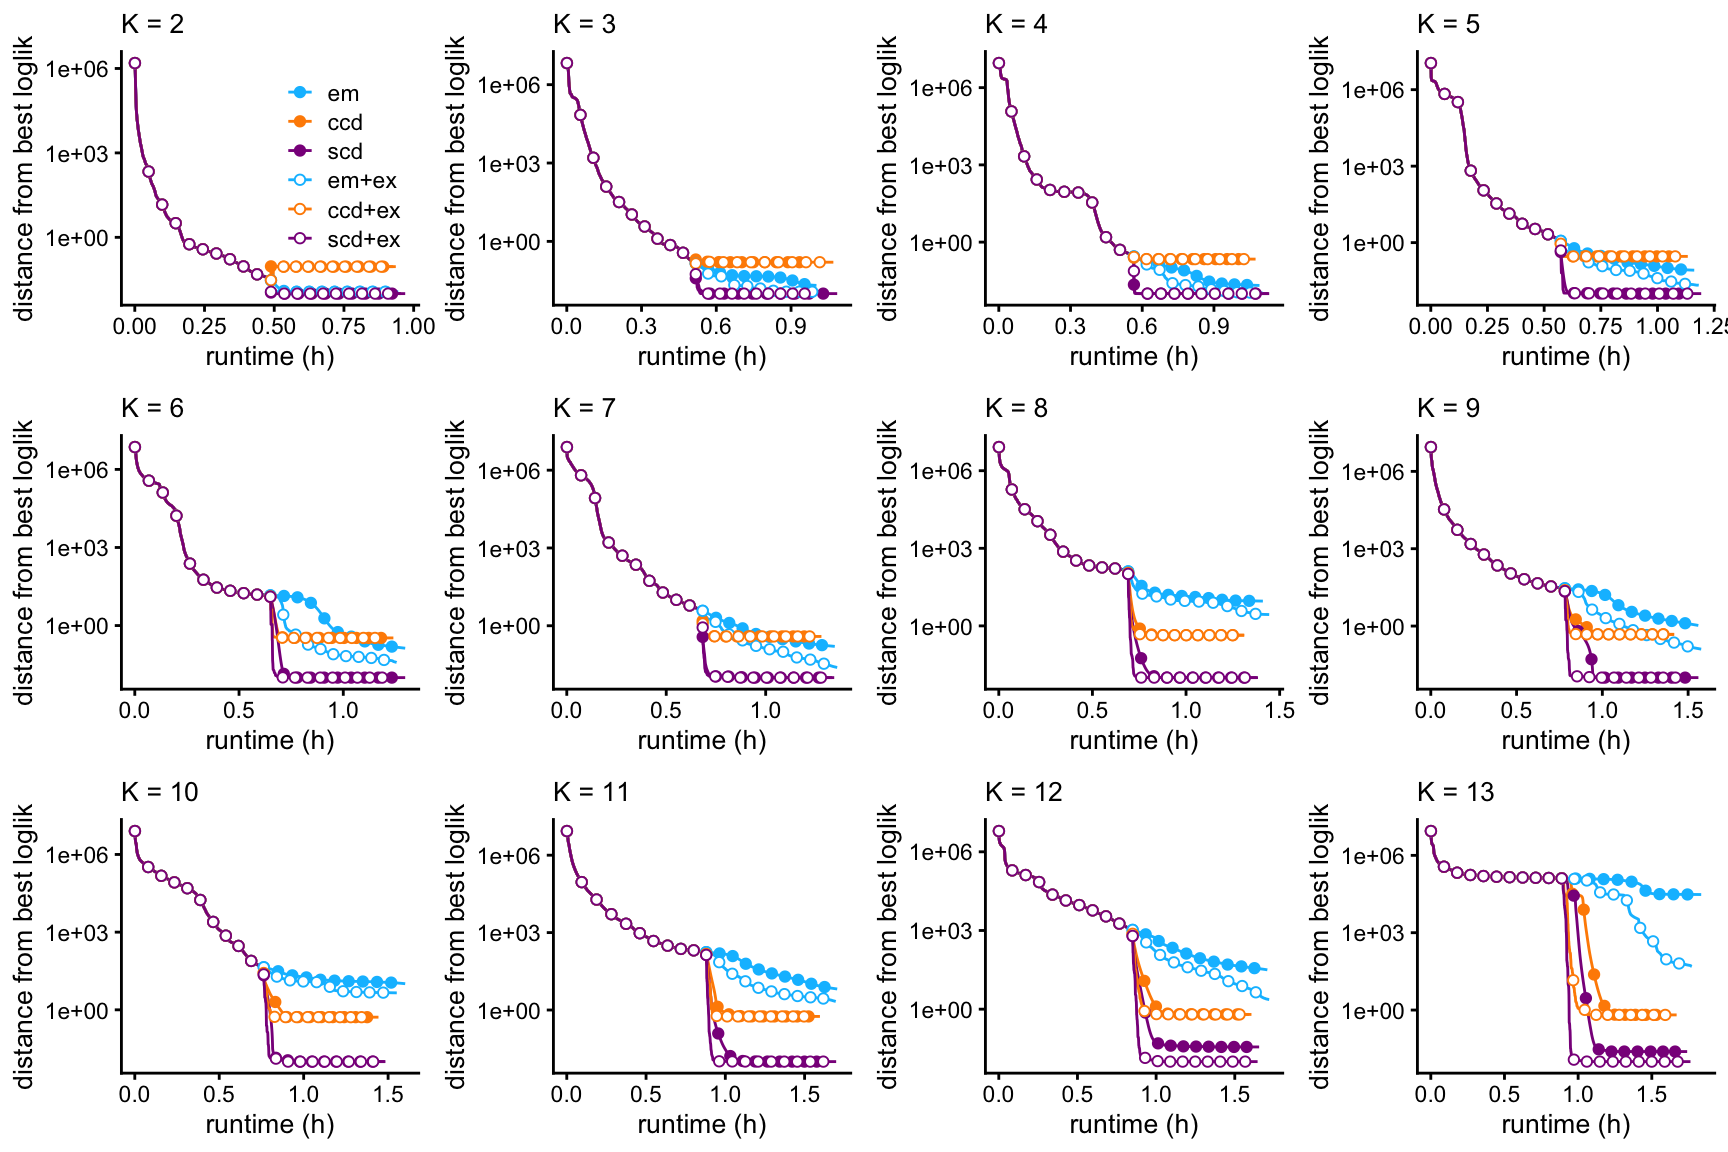 K = 2
distance from best loglik
1e+06
1e+03
1e+00
0.00 0.25 0.50 0.75 1.00
runtime (h)
em
ccd
scd
em+ex
ccd+ex
scd+ex
K = 3
distance from best loglik
1e+06
1e+03
1e+00
0.0 0.3 0.6 0.9
runtime (h)
K = 4
distance from best loglik
1e+06
1e+03
1e+00
0.0 0.3 0.6 0.9
runtime (h)
K = 5
distance from best loglik
1e+06
1e+03
1e+00
0.00 0.25 0.50 0.75 1.00 1.25
runtime (h)
K = 6
distance from best loglik
1e+06
1e+03
1e+00
0.0 0.5 1.0
runtime (h)
K = 7
distance from best loglik
1e+06
1e+03
1e+00
0.0 0.5 1.0
runtime (h)
K = 8
distance from best loglik
1e+06
1e+03
1e+00
0.0 0.5 1.0 1.5
runtime (h)
K = 9
distance from best loglik
1e+06
1e+03
1e+00
0.0 0.5 1.0 1.5
runtime (h)
K = 10
distance from best loglik
1e+06
1e+03
1e+00
0.0 0.5 1.0 1.5
runtime (h)
K = 11
distance from best loglik
1e+06
1e+03
1e+00
0.0 0.5 1.0 1.5
runtime (h)
K = 12
distance from best loglik
1e+06
1e+03
1e+00
0.0 0.5 1.0 1.5
runtime (h)
K = 13
distance from best loglik
1e+06
1e+03
1e+00
0.0 0.5 1.0 1.5
runtime (h)